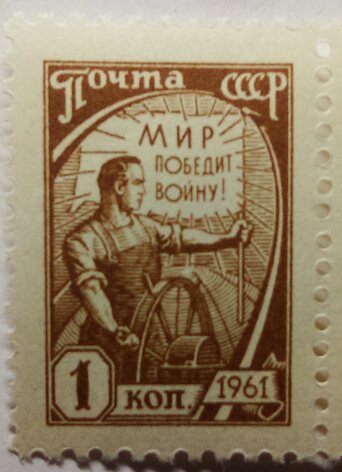 Почта СССР
МИР
ПОБЕДИТ
ВОЙНУ!
1 КОП. 1961